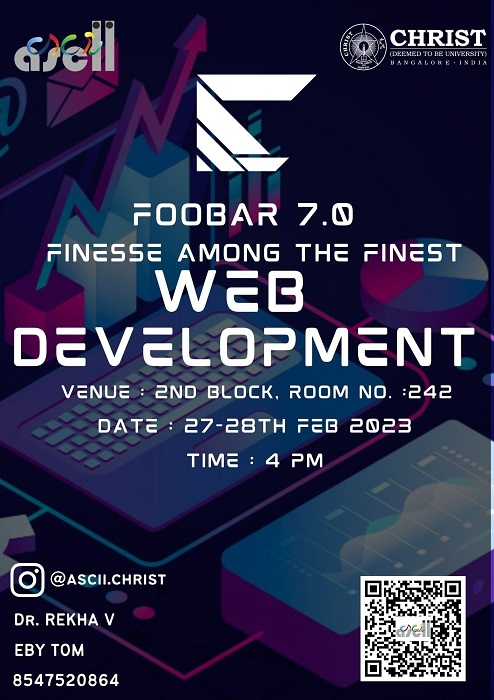 ascii
CHRIST
(DEEMED TO BE UNIVERSITY)
BANGALORE · INDIA
FOOBAR 7.0
FINESSE AMONG THE FINEST
WEB
DEVELOPMENT
VENUE : 2ND BLOCK, ROOM NO. :242
DATE : 27-28TH FEB 2023
TIME : 4 PM
@ASCII.CHRIST
Dr. REKHA V
EBY TOM
8547520864
ascii